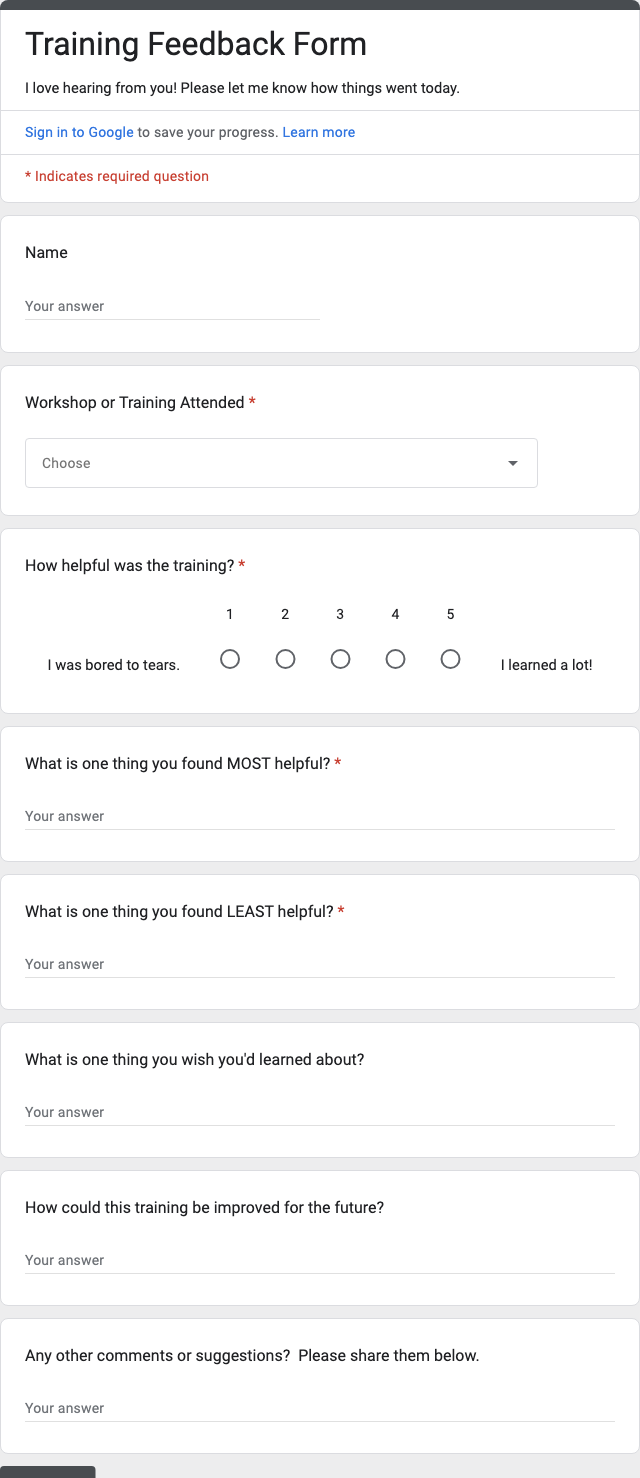 Training Feedback Form
I love hearing from you! Please let me know how things went today.
Sign in to Google to save your progress. Learn more
* Indicates required question
Name
Your answer
Workshop or Training Attended *
Choose
How helpful was the training? *
1 2 3 4 5
I was bored to tears. I learned a lot!
What is one thing you found MOST helpful? *
Your answer
What is one thing you found LEAST helpful? *
Your answer
What is one thing you wish you'd learned about?
Your answer
How could this training be improved for the future?
Your answer
Any other comments or suggestions?  Please share them below.
Your answer